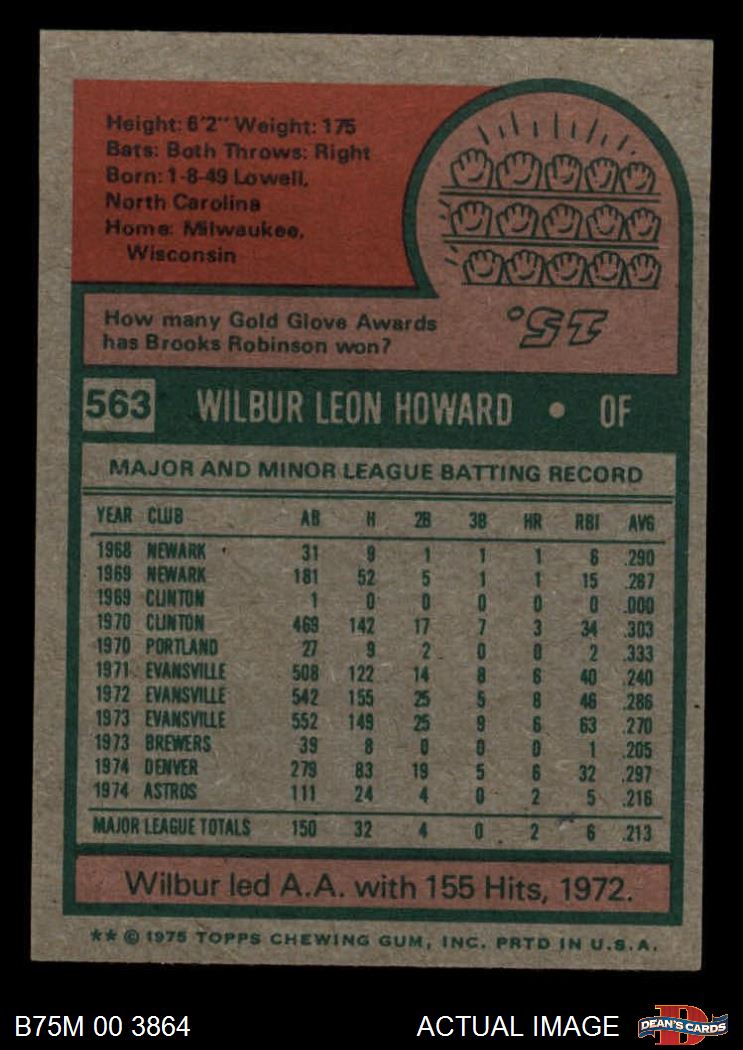 Height: 6'2" Weight: 175
Bats: Both Throws: Right
Born: 1-8-49 Lowell,
North Carolina
Home: Milwaukee,
Wisconsin
How many Gold Glove Awards
has Brooks Robinson won?
15.
563 WILBUR LEON HOWARD • OF
MAJOR AND MINOR LEAGUE BATTING RECORD
YEAR CLUB AB H 2B 3B HR RBI AVG
1968 NEWARK 31 9 1 1 1 6 .290
1969 NEWARK 181 52 5 1 1 15 .287
1969 CLINTON 1 0 0 0 0 0 .000
1970 CLINTON 469 142 17 7 3 34 .303
1970 PORTLAND 27 9 2 0 0 2 .333
1971 EVANSVILLE 508 122 14 8 6 40 .240
1972 EVANSVILLE 542 155 25 5 8 46 .286
1973 EVANSVILLE 552 149 25 9 6 63 .270
1973 BREWERS 39 8 0 0 0 1 .205
1974 DENVER 279 83 19 5 6 32 .297
1974 ASTROS 111 24 4 0 2 5 .216
MAJOR LEAGUE TOTALS 150 32 4 0 2 6 .213
Wilbur led A.A. with 155 Hits, 1972.
** © 1975 TOPPS CHEWING GUM, INC. PRTD IN U.S.A.
B75M 00 3864 ACTUAL IMAGE
D
DEAN'S CARDS